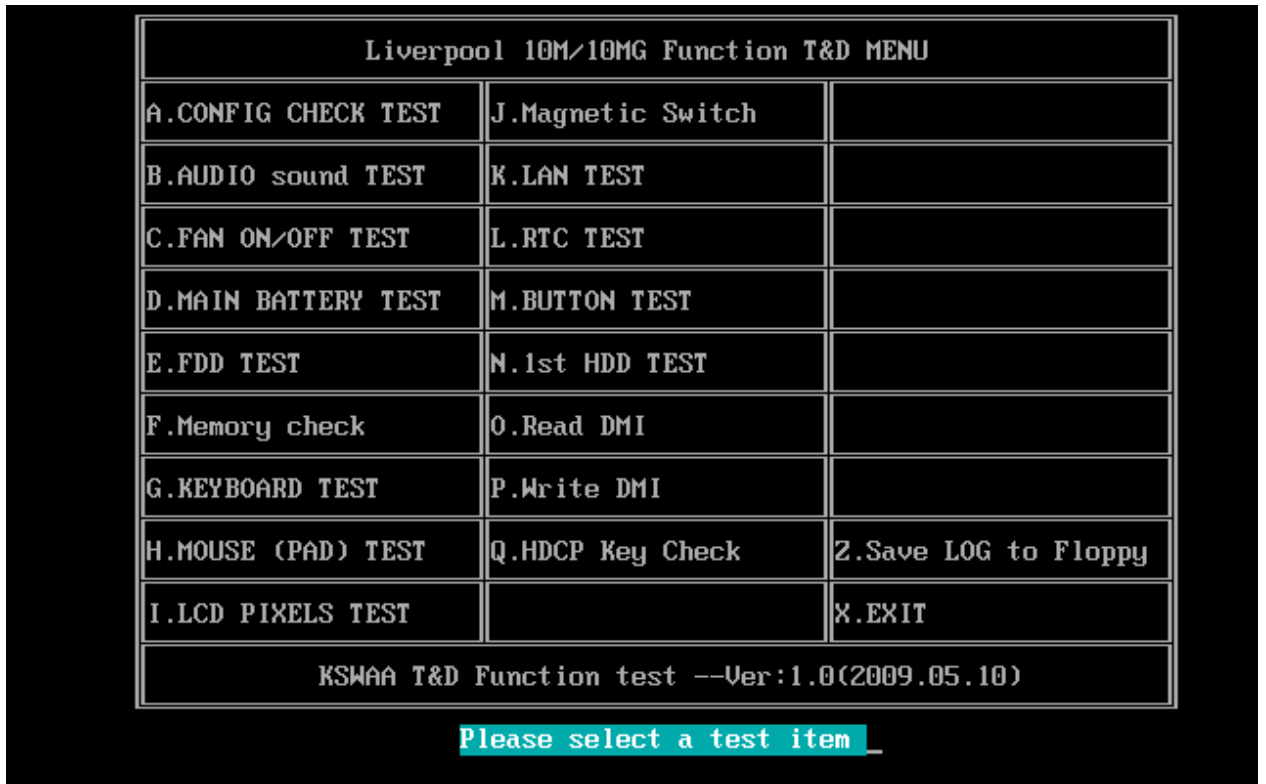 Liverpool 10M/10MG Function T&D MENU
A.CONFIG CHECK TEST J.Magnetic Switch
B.AUDIO sound TEST K.LAN TEST
C.FAN ON/OFF TEST L.RTC TEST
D.MAIN BATTERY TEST M.BUTTON TEST
E.FDD TEST N.1st HDD TEST
F.Memory check O.Read DMI
G.KEYBOARD TEST P.Write DMI
H.MOUSE (PAD) TEST Q.HDCP Key Check Z.Save LOG to Floppy
I.LCD PIXELS TEST X.EXIT
KSWAA T&D Function test --Ver:1.0(2009.05.10)
Please select a test item _